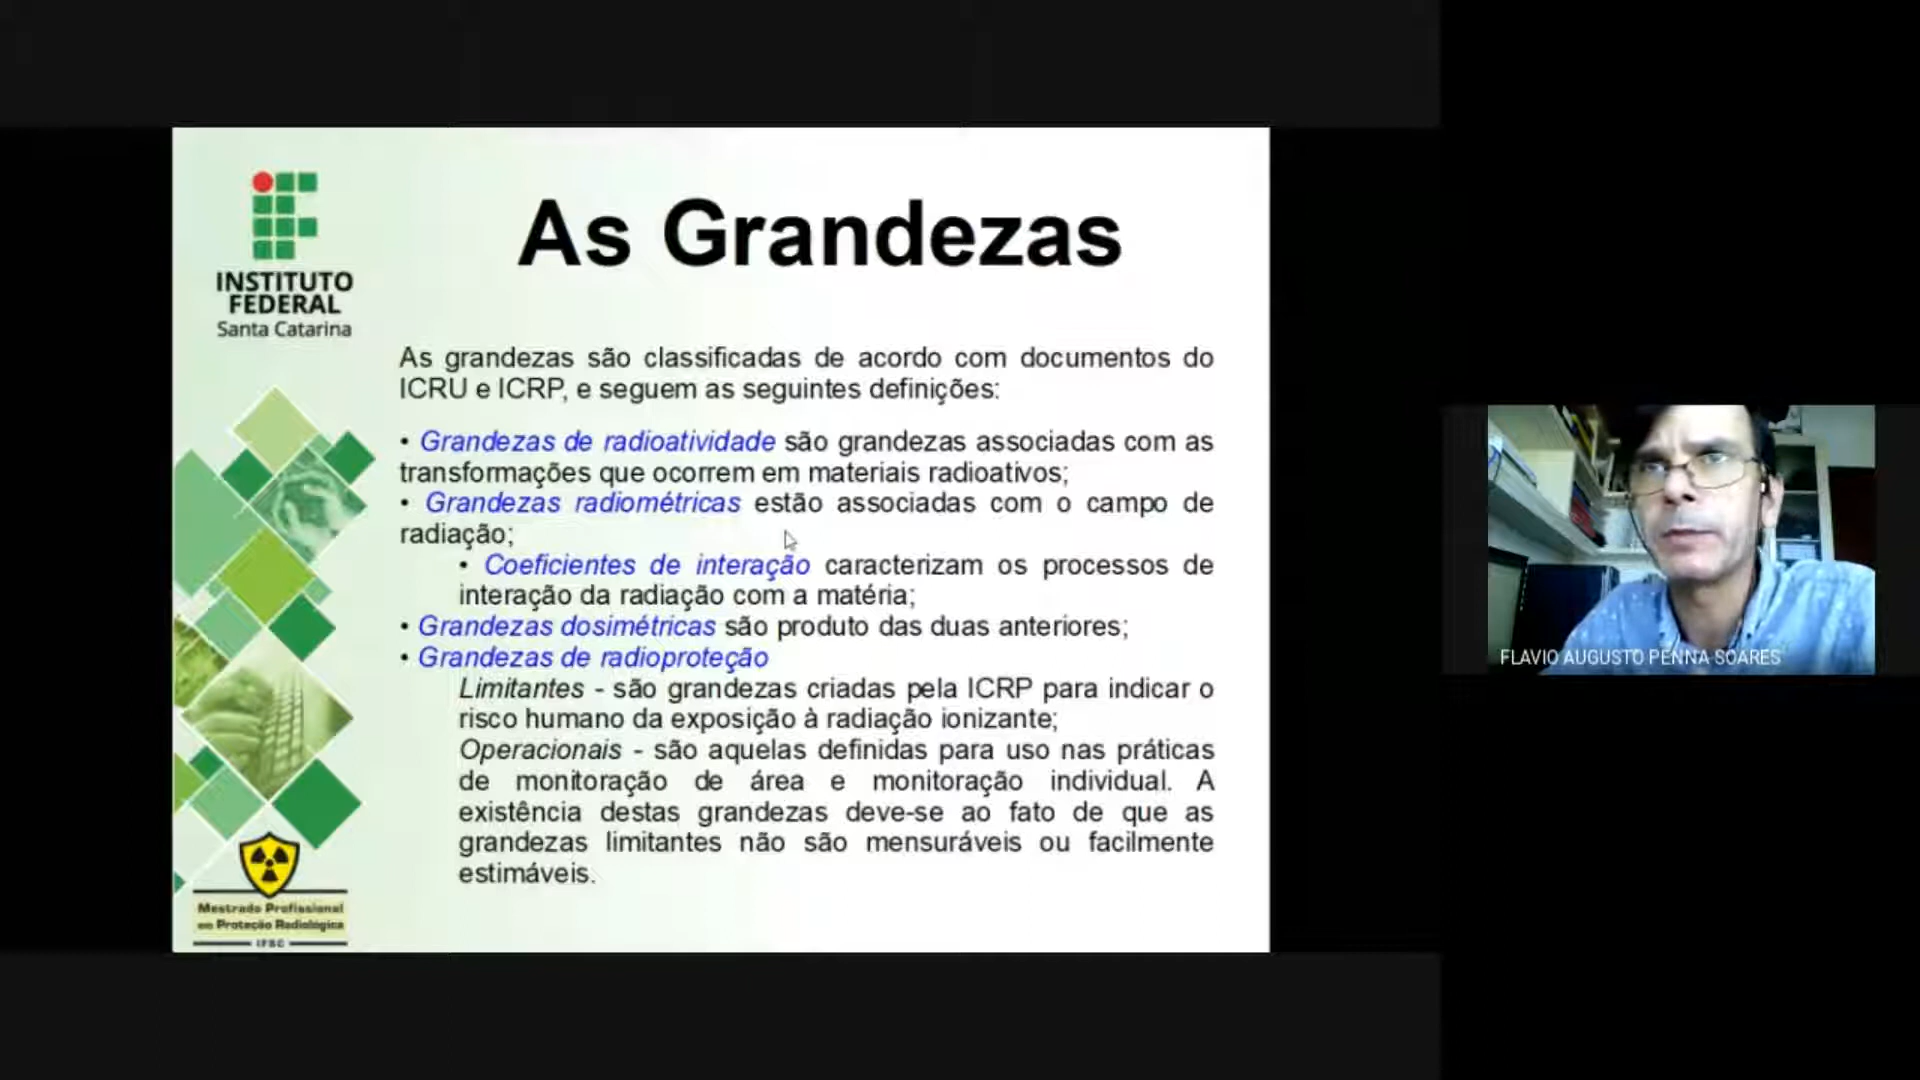 INSTITUTO
FEDERAL
Santa Catarina
As Grandezas
As grandezas são classificadas de acordo com documentos do
ICRU e ICRP, e seguem as seguintes definições:
• Grandezas de radioatividade são grandezas associadas com as
transformações que ocorrem em materiais radioativos;
• Grandezas radiométricas estão associadas com o campo de
radiação;
• Coeficientes de interação caracterizam os processos de
interação da radiação com a matéria;
• Grandezas dosimétricas são produto das duas anteriores;
• Grandezas de radioproteção
Limitantes - são grandezas criadas pela ICRP para indicar o
risco humano da exposição à radiação ionizante;
Operacionais - são aquelas definidas para uso nas práticas
de monitoração de área e monitoração individual. A
existência destas grandezas deve-se ao fato de que as
grandezas limitantes não são mensuráveis ou facilmente
estimáveis.
Mestrado Profissional
em Proteção Radiológica
IFSC
FLAVIO AUGUSTO PENNA SOARES